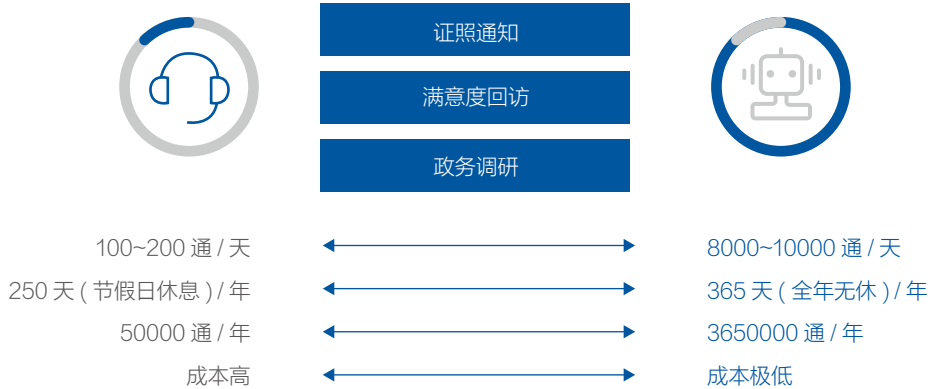 证照通知
满意度回访
政务调研
100~200 通 / 天 8000~10000 通 / 天
250 天 ( 节假日休息 ) / 年 365 天 ( 全年无休 ) / 年
50000 通 / 年 3650000 通 / 年
成本高 成本极低